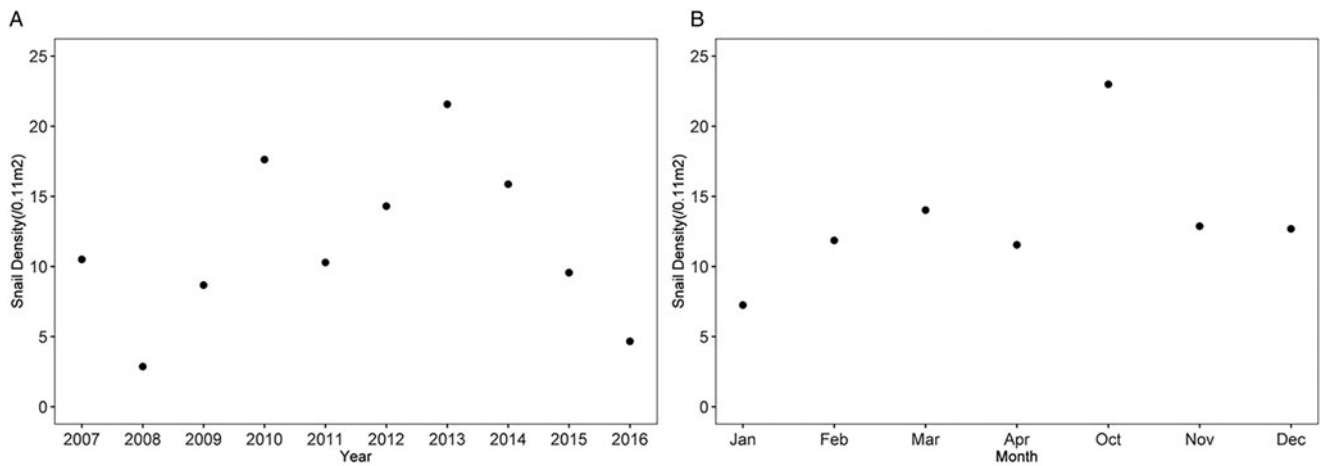 A
Snail Density(/0.11m2)
25
20
15
10
5
0
2007 2008 2009 2010 2011 2012 2013 2014 2015 2016
Year
B
Snail Density(/0.11m2)
25
20
15
10
5
0
Jan Feb Mar Apr Oct Nov Dec
Month